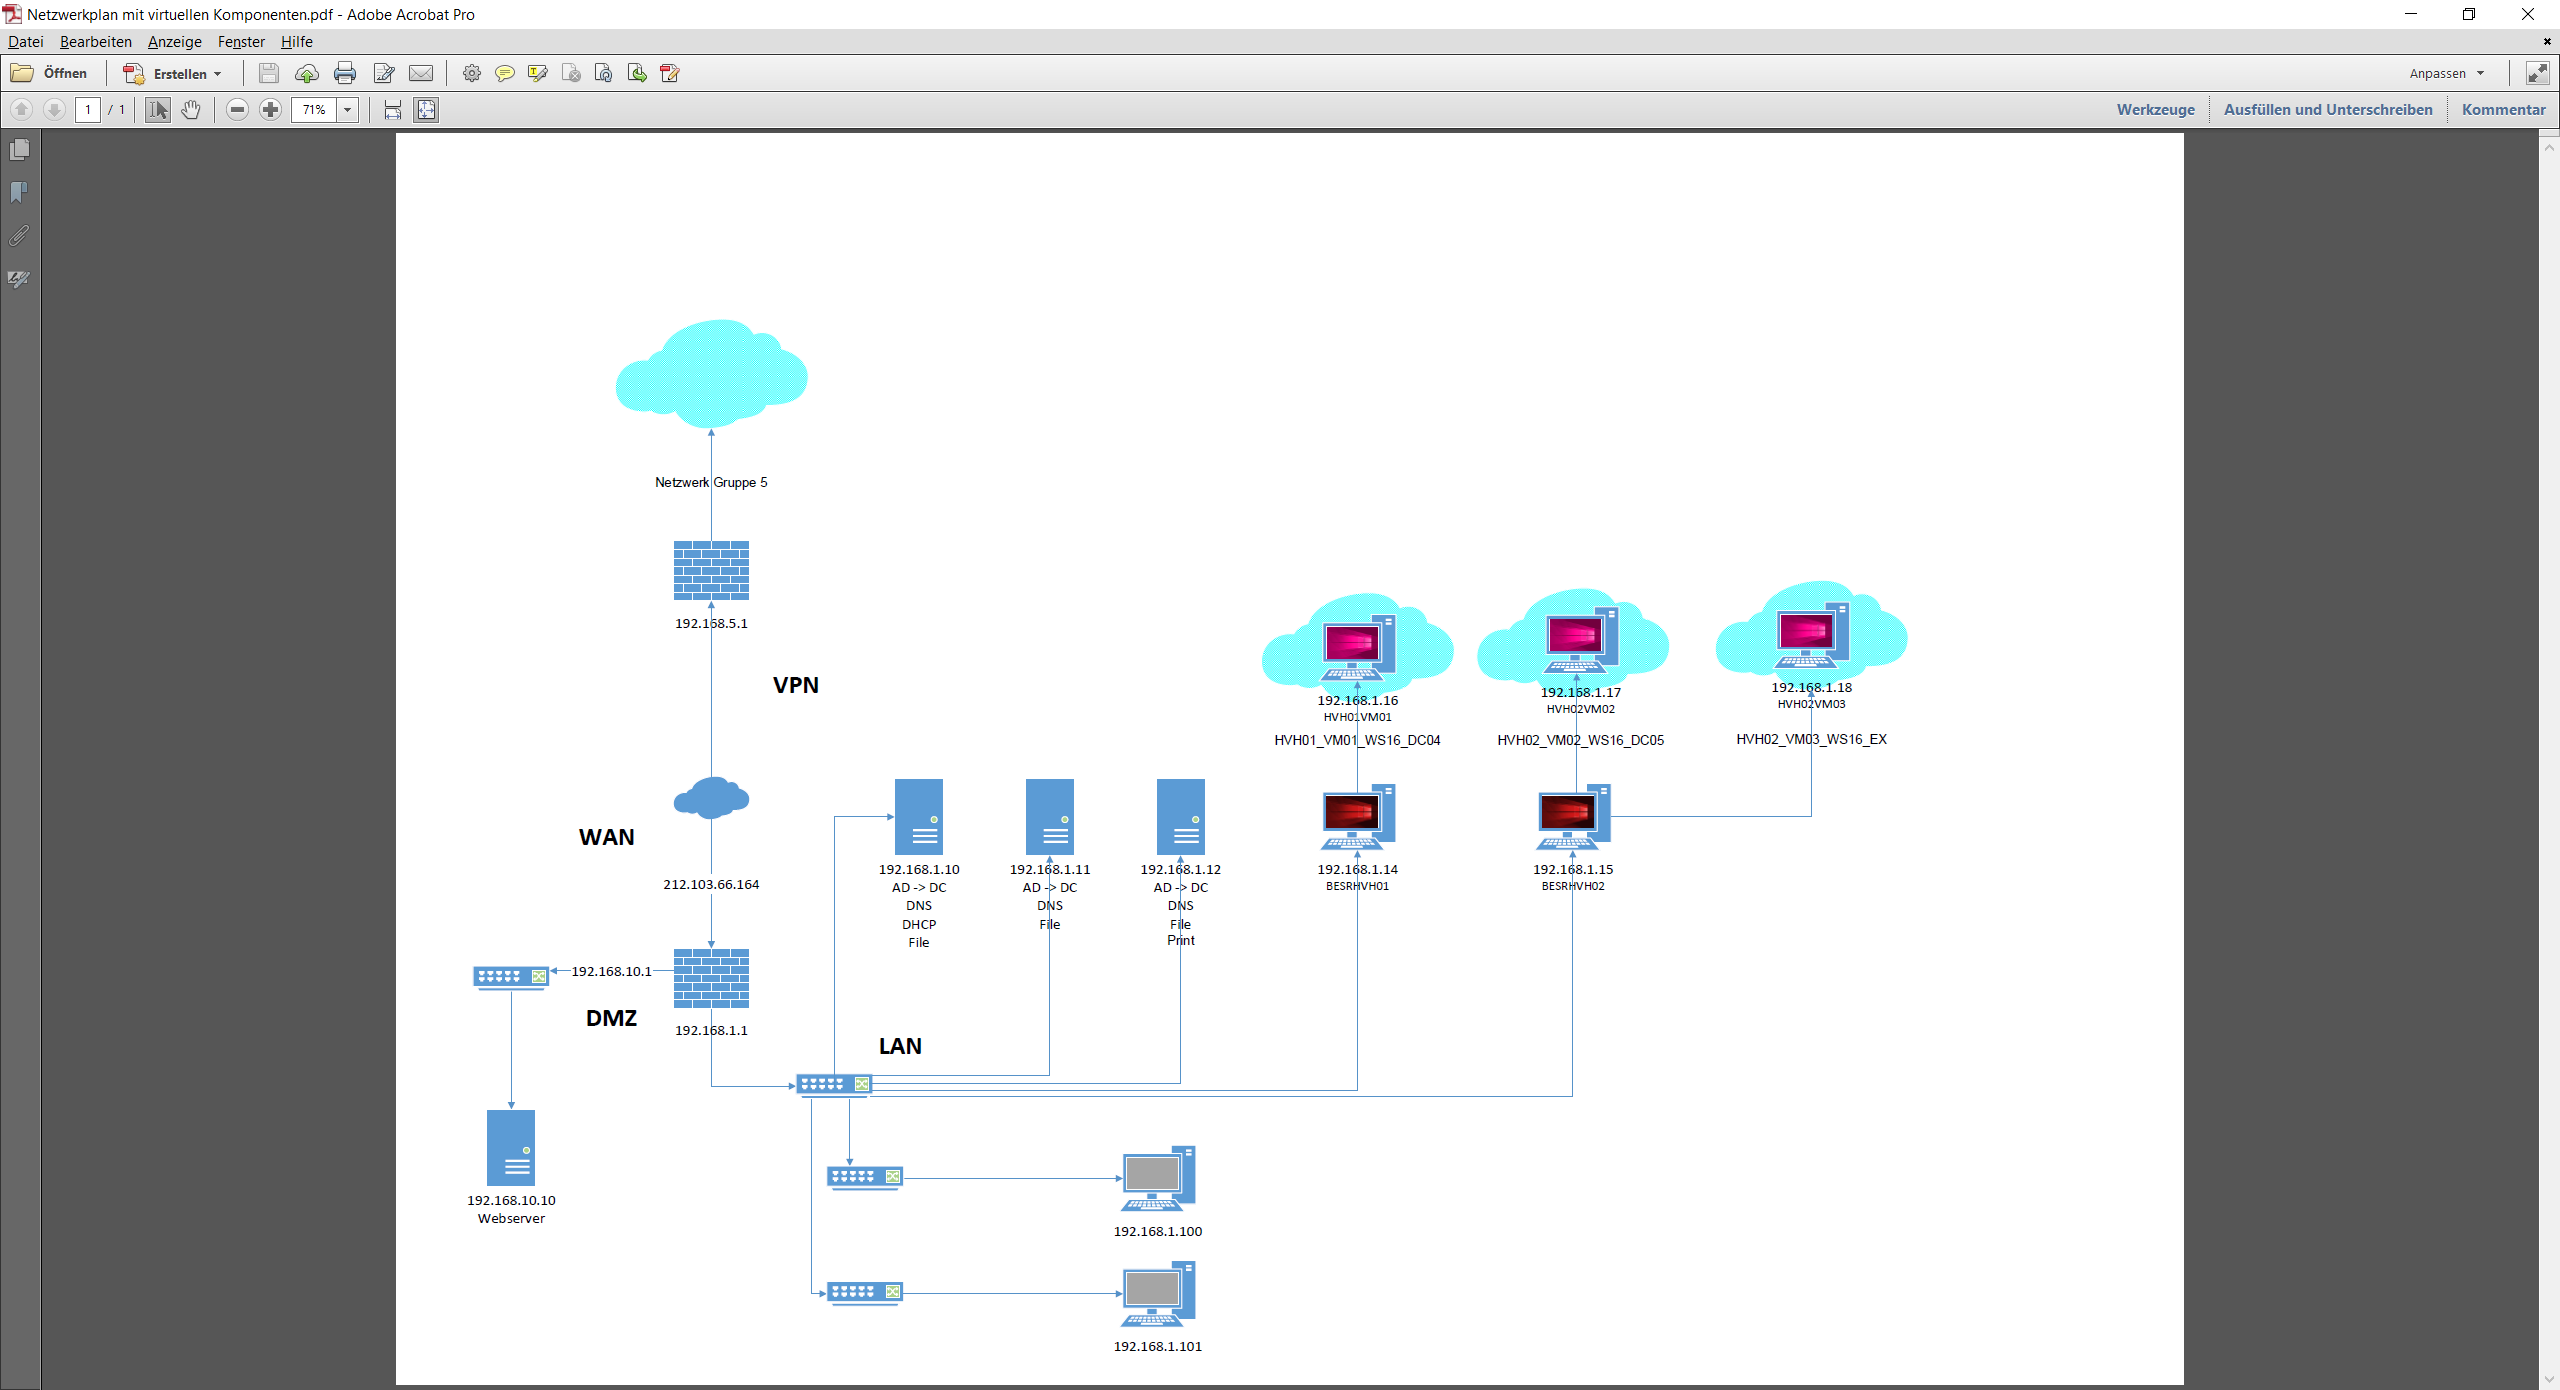 Netzwerkplan mit virtuellen Komponenten.pdf - Adobe Acrobat Pro
Datei Bearbeiten Anzeige Fenster Hilfe
Öffnen Erstellen Anpassen
1 / 1 71% Werkzeuge Ausfüllen und Unterschreiben Kommentar
Netzwerk Gruppe 5
192.168.5.1
VPN
WAN
212.103.66.164
192.168.10.1
DMZ
192.168.1.1
LAN
192.168.10.10
Webserver
192.168.1.10
AD -> DC
DNS
DHCP
File
192.168.1.11
AD -> DC
DNS
File
192.168.1.12
AD -> DC
DNS
File
Print
192.168.1.16
HVH01VM01
HVH01_VM01_WS16_DC04
192.168.1.14
BESRHVH01
192.168.1.17
HVH02VM02
HVH02_VM02_WS16_DC05
192.168.1.15
BESRHVH02
192.168.1.18
HVH02VM03
HVH02_VM03_WS16_EX
192.168.1.100
192.168.1.101